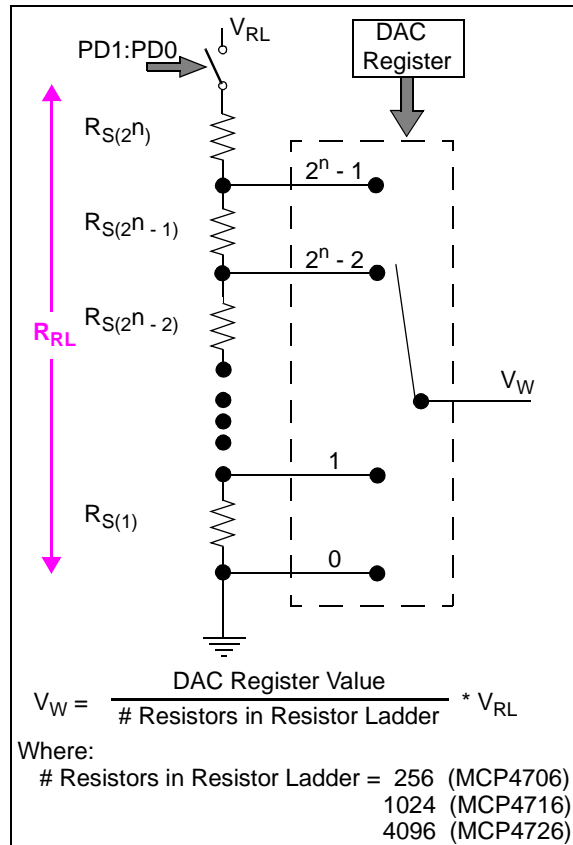 V_RL
DAC Register
PD1:PD0
R_S(2^n)
2^n - 1
R_S(2^n - 1)
2^n - 2
R_S(2^n - 2)
R_RL
V_W
1
R_S(1)
0
V_W = DAC Register Value / # Resistors in Resistor Ladder * V_RL
Where:
# Resistors in Resistor Ladder = 256 (MCP4706)
1024 (MCP4716)
4096 (MCP4726)